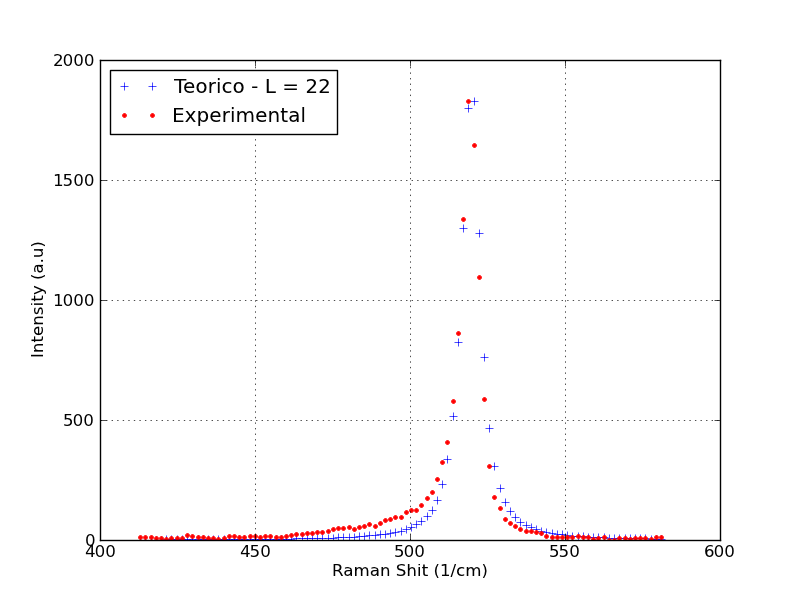 2000
1500
1000
500
0
400
450
500
550
600
Intensity (a.u)
Raman Shit (1/cm)
Teorico - L = 22
Experimental